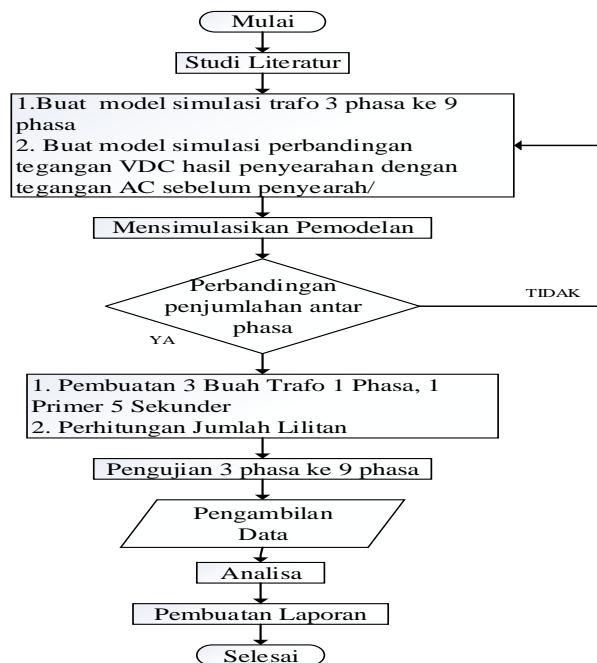 Mulai
Studi Literatur
1.Buat model simulasi trafo 3 phasa ke 9
phasa
2. Buat model simulasi perbandingan
tegangan VDC hasil penyearahan dengan
tegangan AC sebelum penyearah/
Mensimulasikan Pemodelan
Perbandingan
penjumlahan antar
phasa
TIDAK
YA
1. Pembuatan 3 Buah Trafo 1 Phasa, 1
Primer 5 Sekunder
2. Perhitungan Jumlah Lilitan
Pengujian 3 phasa ke 9 phasa
Pengambilan
Data
Analisa
Pembuatan Laporan
Selesai